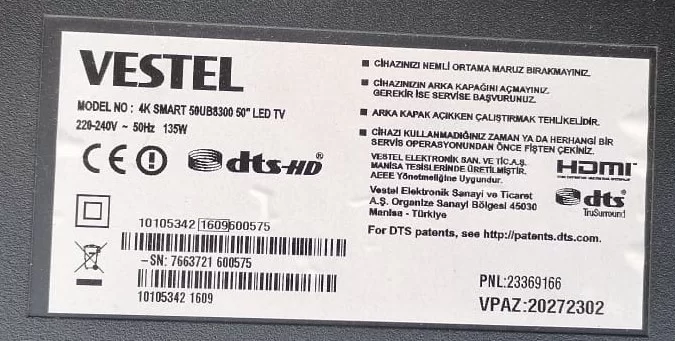 VESTEL
MODEL NO : 4K SMART 50UB8300 50" LED TV
220-240V ~ 50Hz 135W
CE
dts-HD®
10105342 1609600575
-SN: 7663721 600575
10105342 1609
■ CİHAZINIZI NEMLİ ORTAMA MARUZ BIRAKMAYINIZ.
■ CİHAZINIZIN ARKA KAPAĞINI AÇMAYINIZ.
GEREKİR İSE SERVİSE BAŞVURUNUZ.
■ ARKA KAPAK AÇIKKEN ÇALIŞTIRMAK TEHLİKELİDİR.
■ CİHAZI KULLANMADIĞINIZ ZAMAN YA DA HERHANGİ BİR
SERVİS OPERASYONUNDAN ÖNCE FİŞTEN ÇEKİNİZ.
VESTEL ELEKTRONİK SAN. VE TİC.A.Ş.
MANİSA TESİSLERİNDE ÜRETİLMİŞTİR.
AEEE Yönetmeliğine Uygundur.
HDMI
Vestel Elektronik Sanayi ve Ticaret
A.Ş. Organize Sanayi Bölgesi 45030
Manisa - Türkiye
dts
TruSurround
For DTS patents, see http://patents.dts.com.
PNL:23369166
VPAZ:20272302